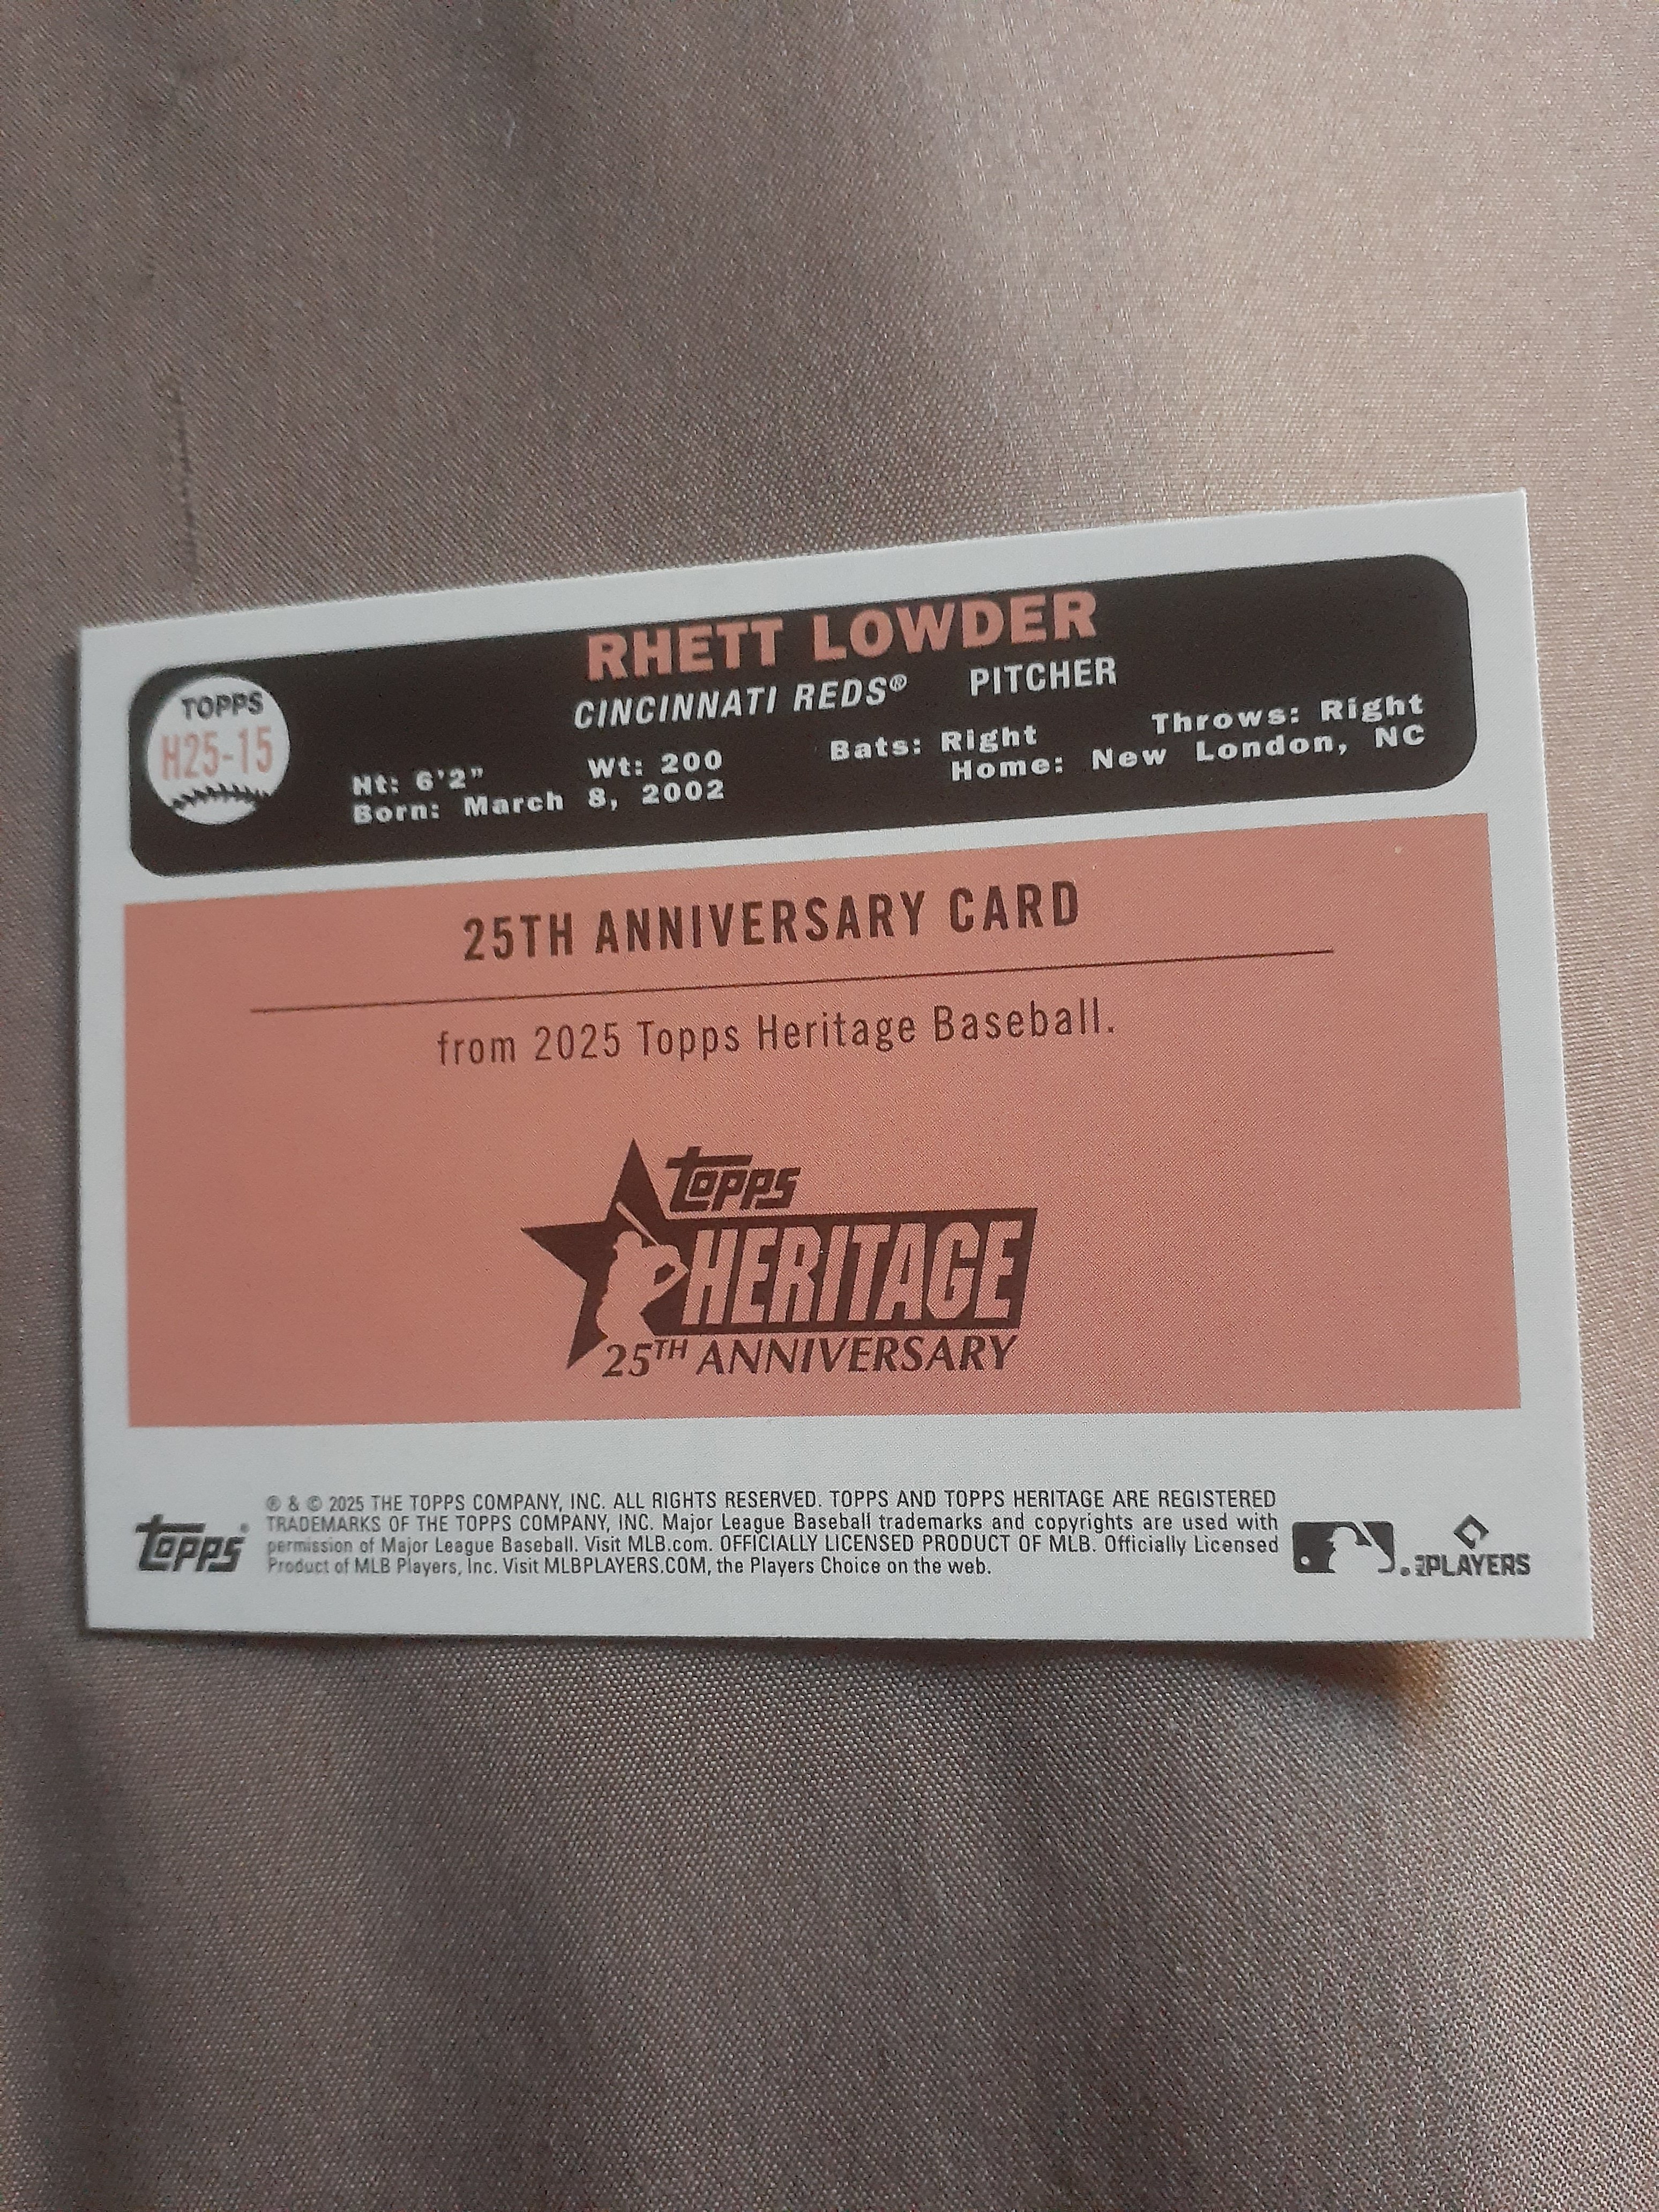 RHETT LOWDER
CINCINNATI REDS® PITCHER
TOPPS
H25-15
Ht: 6'2" Wt: 200 Bats: Right Throws: Right
Born: March 8, 2002 Home: New London, NC
25TH ANNIVERSARY CARD
from 2025 Topps Heritage Baseball.
topps
HERITAGE
25TH ANNIVERSARY
topps®
® & © 2025 THE TOPPS COMPANY, INC. ALL RIGHTS RESERVED. TOPPS AND TOPPS HERITAGE ARE REGISTERED
TRADEMARKS OF THE TOPPS COMPANY, INC. Major League Baseball trademarks and copyrights are used with
permission of Major League Baseball. Visit MLB.com. OFFICIALLY LICENSED PRODUCT OF MLB. Officially Licensed
Product of MLB Players, Inc. Visit MLBPLAYERS.COM, the Players Choice on the web.
PLAYERS